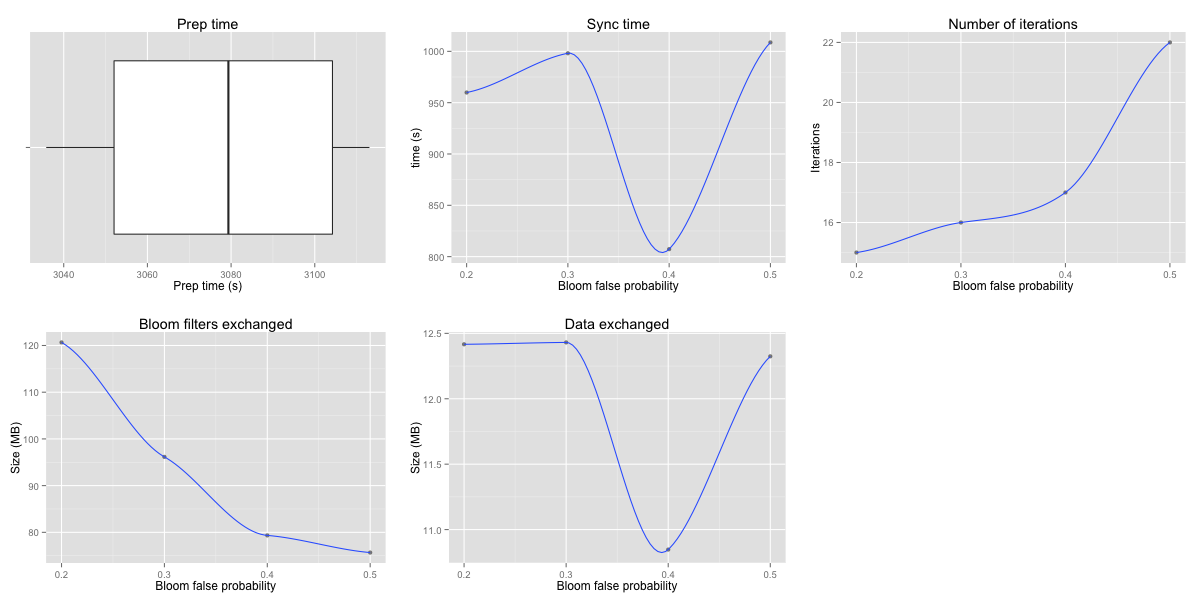 Prep time
3040 3060 3080 3100
Prep time (s)
Sync time
1000
950
900
850
800
time (s)
0.2 0.3 0.4 0.5
Bloom false probability
Number of iterations
22
20
18
16
Iterations
0.2 0.3 0.4 0.5
Bloom false probability
Bloom filters exchanged
120
110
100
90
80
Size (MB)
0.2 0.3 0.4 0.5
Bloom false probability
Data exchanged
12.5
12.0
11.5
11.0
Size (MB)
0.2 0.3 0.4 0.5
Bloom false probability